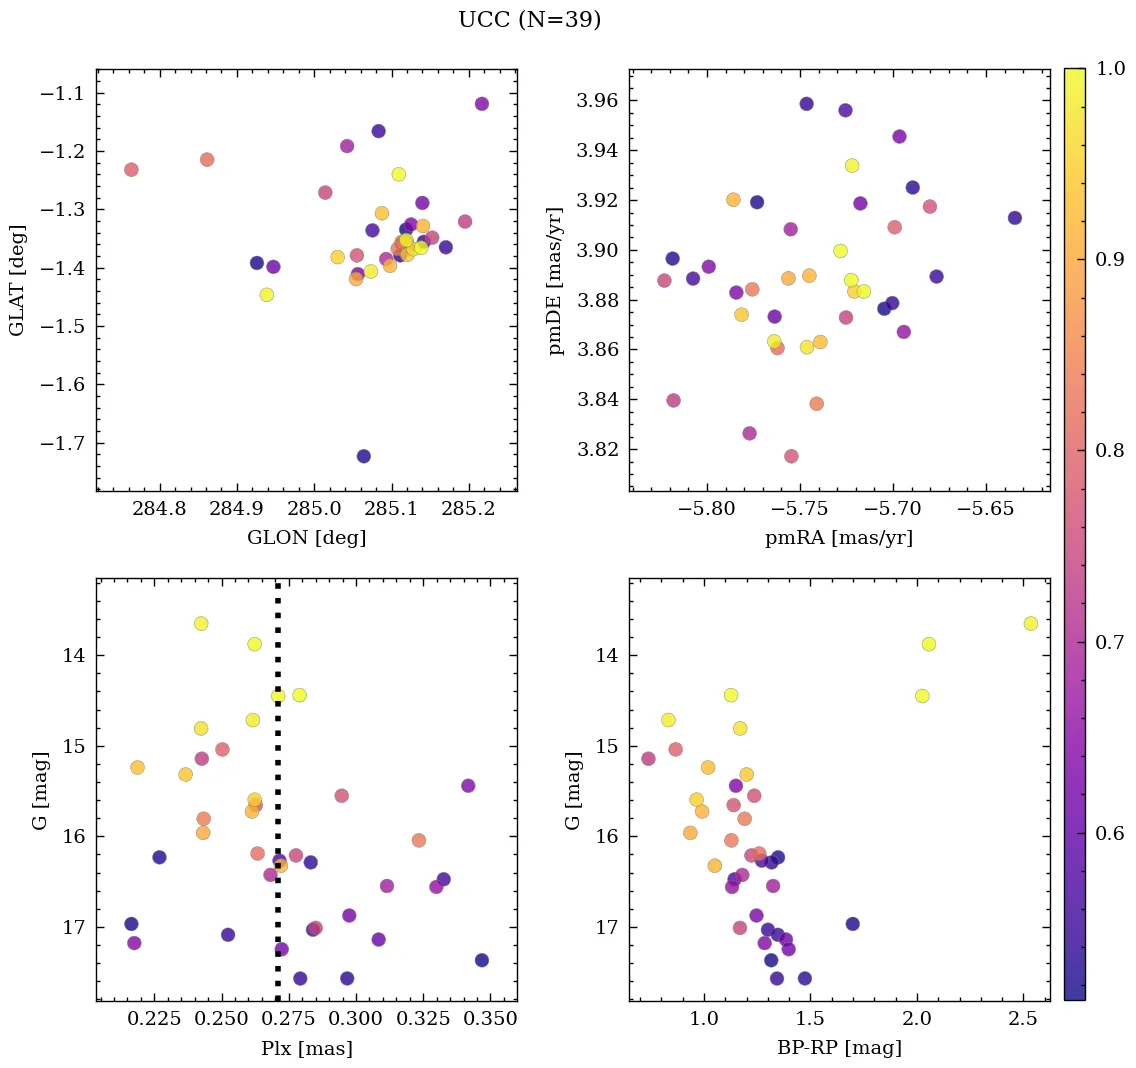 UCC (N=39)
−1.1
−1.2
−1.3
−1.4
−1.5
−1.6
−1.7
GLAT [deg]
284.8 284.9 285.0 285.1 285.2
GLON [deg]
3.96
3.94
3.92
3.90
3.88
3.86
3.84
3.82
pmDE [mas/yr]
−5.80 −5.75 −5.70 −5.65
pmRA [mas/yr]
1.0
0.9
0.8
0.7
0.6
14
15
16
17
G [mag]
0.225 0.250 0.275 0.300 0.325 0.350
Plx [mas]
14
15
16
17
G [mag]
1.0 1.5 2.0 2.5
BP-RP [mag]